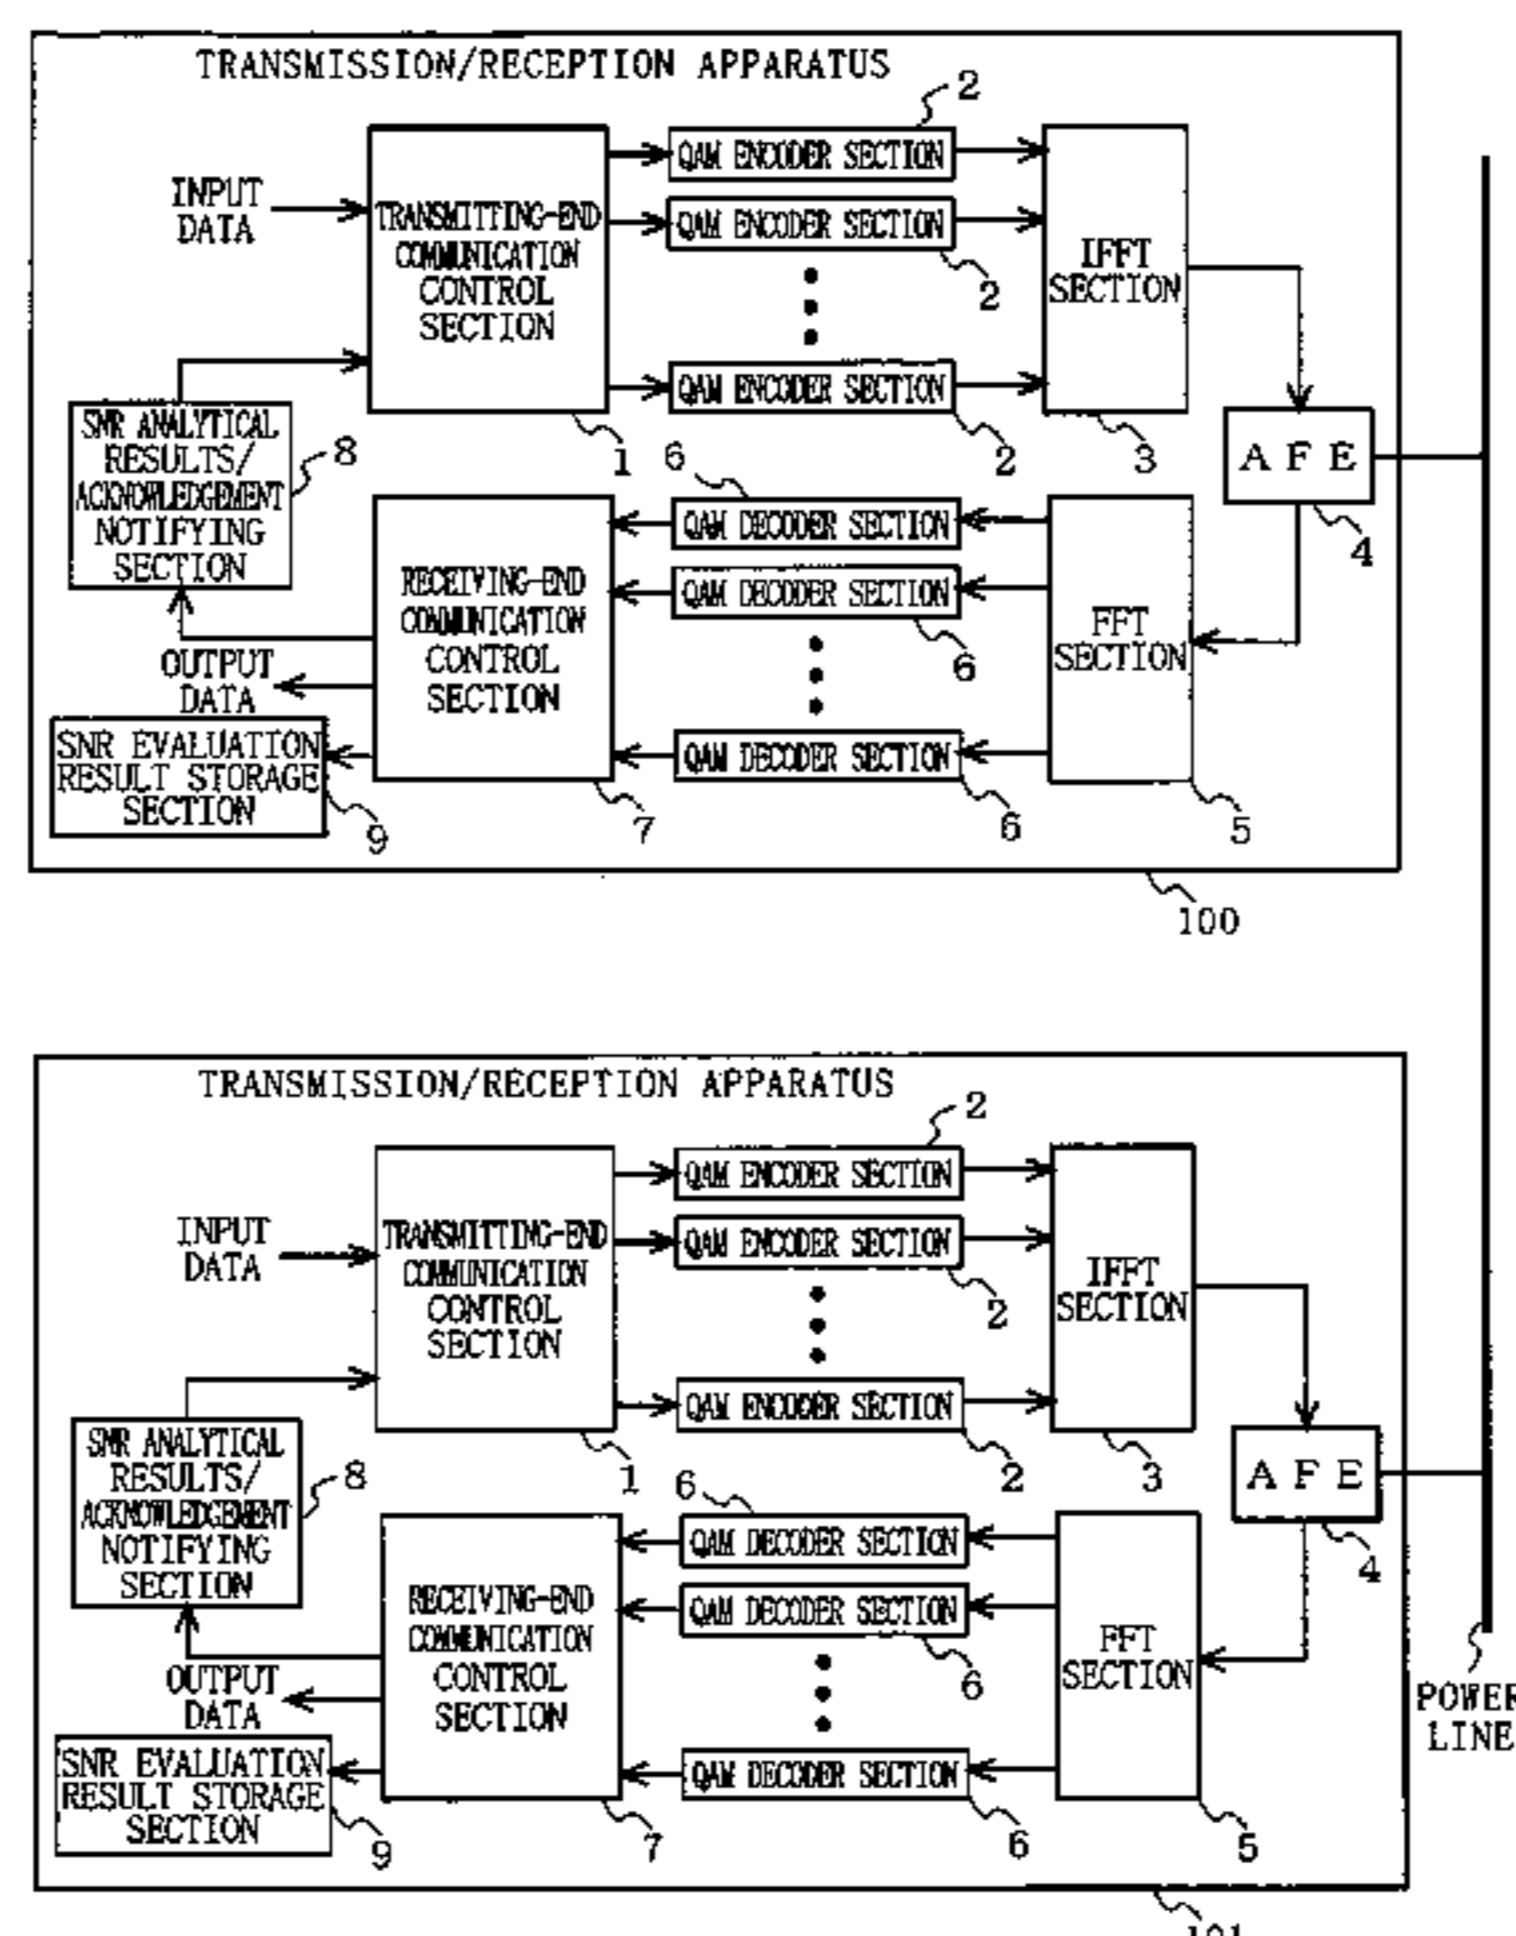 TRANSMISSION/RECEPTION APPARATUS
2
QAM ENCODER SECTION
INPUT
DATA
TRANSMITTING-END
COMMUNICATION
CONTROL
SECTION
QAM ENCODER SECTION
2
IFFT
SECTION
QAM ENCODER SECTION
1
2
3
AFE
4
SNR ANALYTICAL
RESULTS/
ACKNOWLEDGEMENT
NOTIFYING
SECTION
8
6
QAM DECODER SECTION
RECEIVING-END
COMMUNICATION
CONTROL
SECTION
QAM DECODER SECTION
6
FFT
SECTION
OUTPUT
DATA
QAM DECODER SECTION
SNR EVALUATION
RESULT STORAGE
SECTION
9
7
6
5
100
TRANSMISSION/RECEPTION APPARATUS
2
QAM ENCODER SECTION
INPUT
DATA
TRANSMITTING-END
COMMUNICATION
CONTROL
SECTION
QAM ENCODER SECTION
2
IFFT
SECTION
QAM ENCODER SECTION
1
2
3
AFE
4
SNR ANALYTICAL
RESULTS/
ACKNOWLEDGEMENT
NOTIFYING
SECTION
8
6
QAM DECODER SECTION
RECEIVING-END
COMMUNICATION
CONTROL
SECTION
QAM DECODER SECTION
6
FFT
SECTION
OUTPUT
DATA
QAM DECODER SECTION
SNR EVALUATION
RESULT STORAGE
SECTION
9
7
6
5
POWER
LINE
101